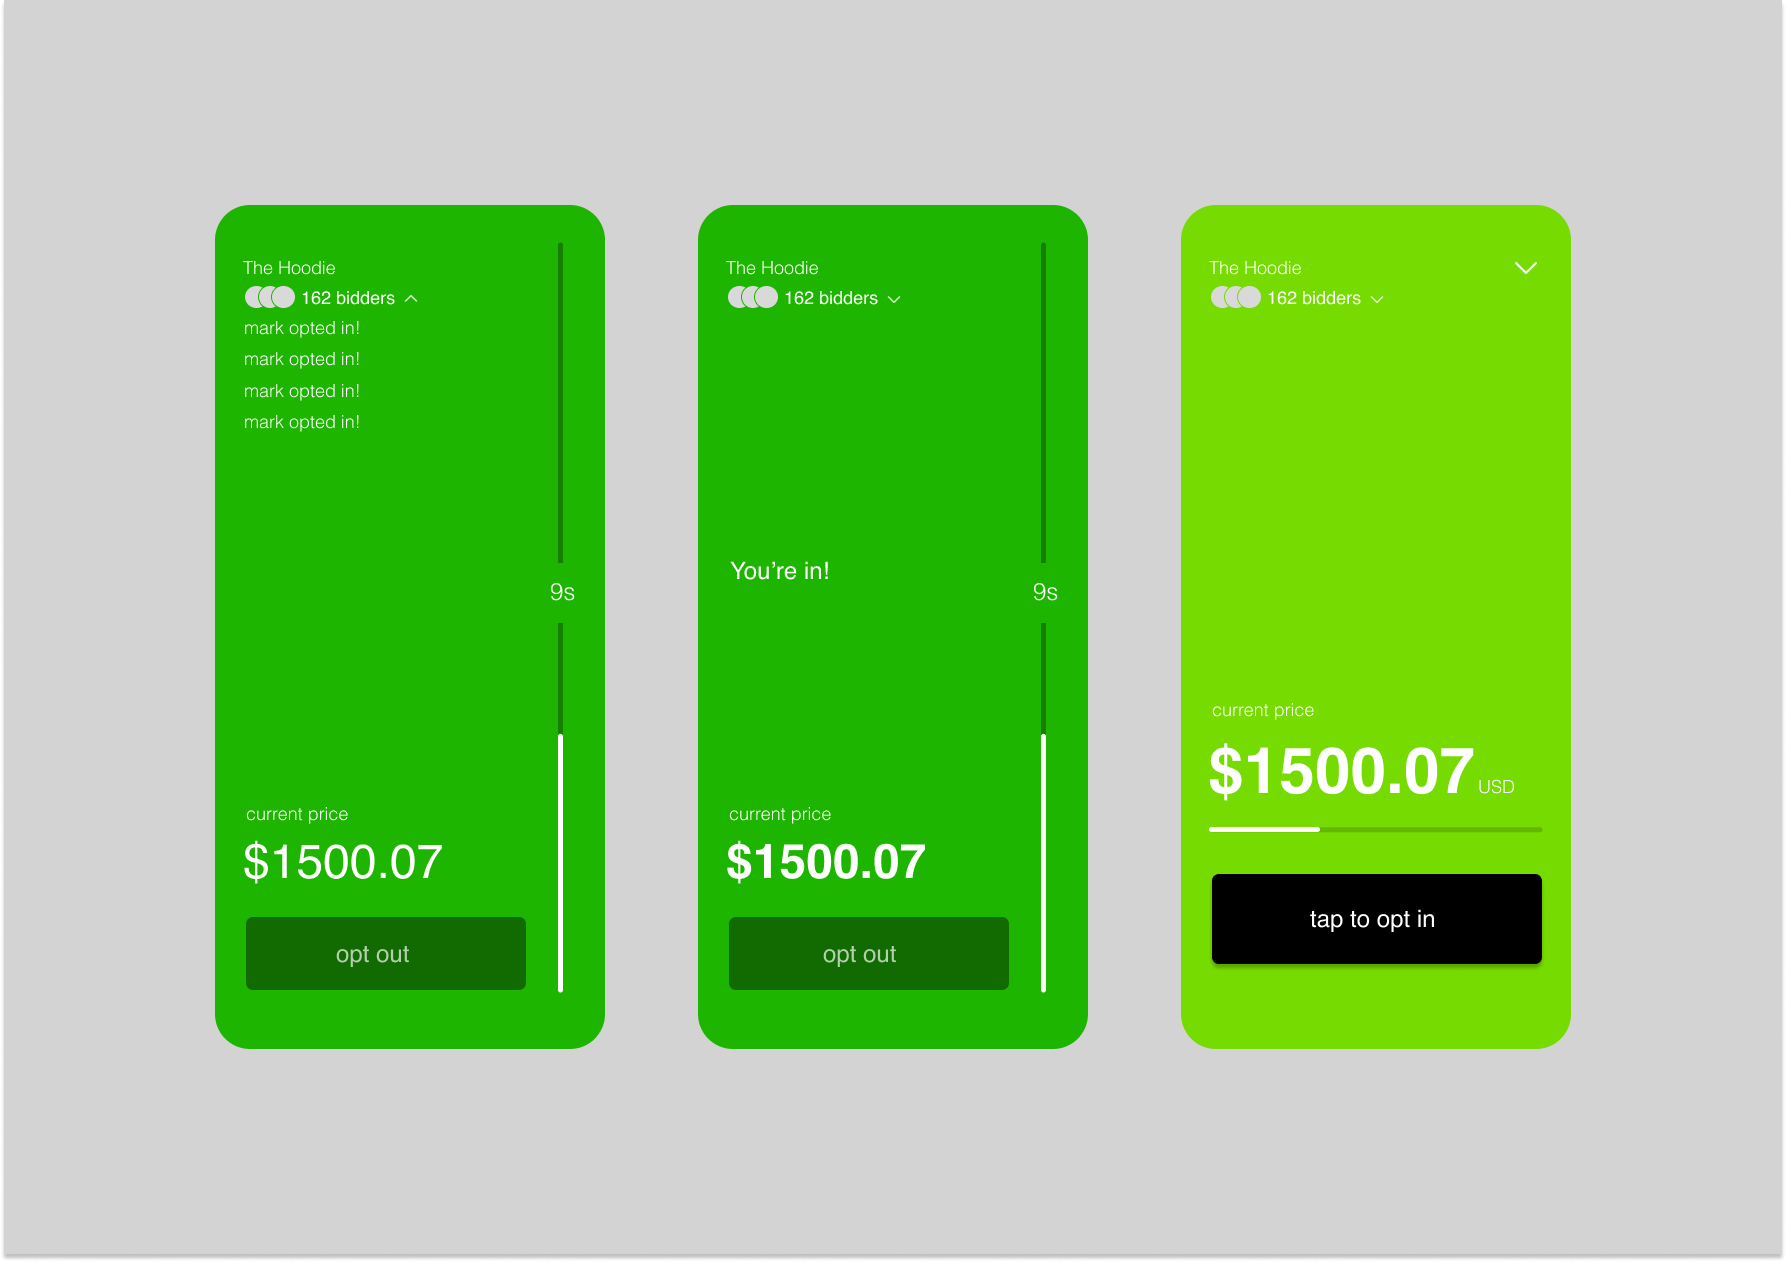 The Hoodie
162 bidders
mark opted in!
mark opted in!
mark opted in!
mark opted in!
9s
current price
$1500.07
opt out
The Hoodie
162 bidders
You’re in!
9s
current price
$1500.07
opt out
The Hoodie
162 bidders
current price
$1500.07 USD
tap to opt in